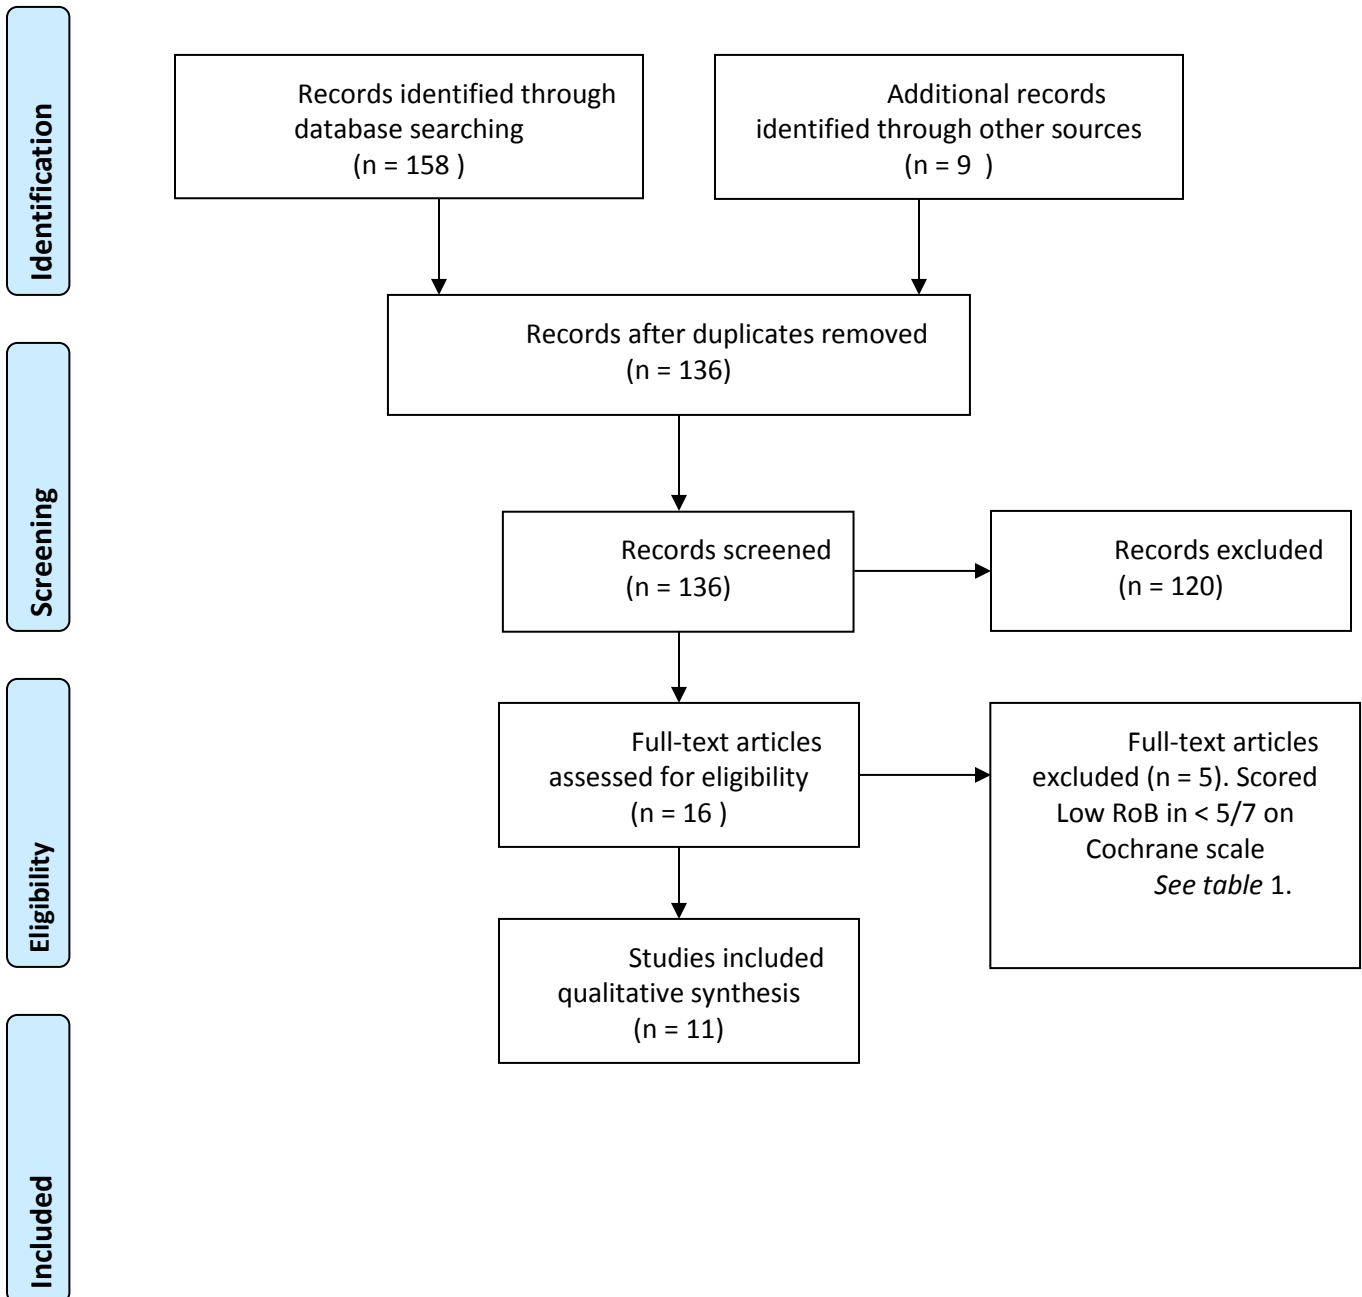 Identification
Records identified through
database searching
(n = 158 )
Additional records
identified through other sources
(n = 9  )
Records after duplicates removed
(n = 136)
Screening
Records screened
(n = 136)
Records excluded
(n = 120)
Eligibility
Full-text articles
assessed for eligibility
(n = 16 )
Full-text articles
excluded (n = 5). Scored
Low RoB in < 5/7 on
Cochrane scale
See table 1.
Studies included
qualitative synthesis
(n = 11)
Included